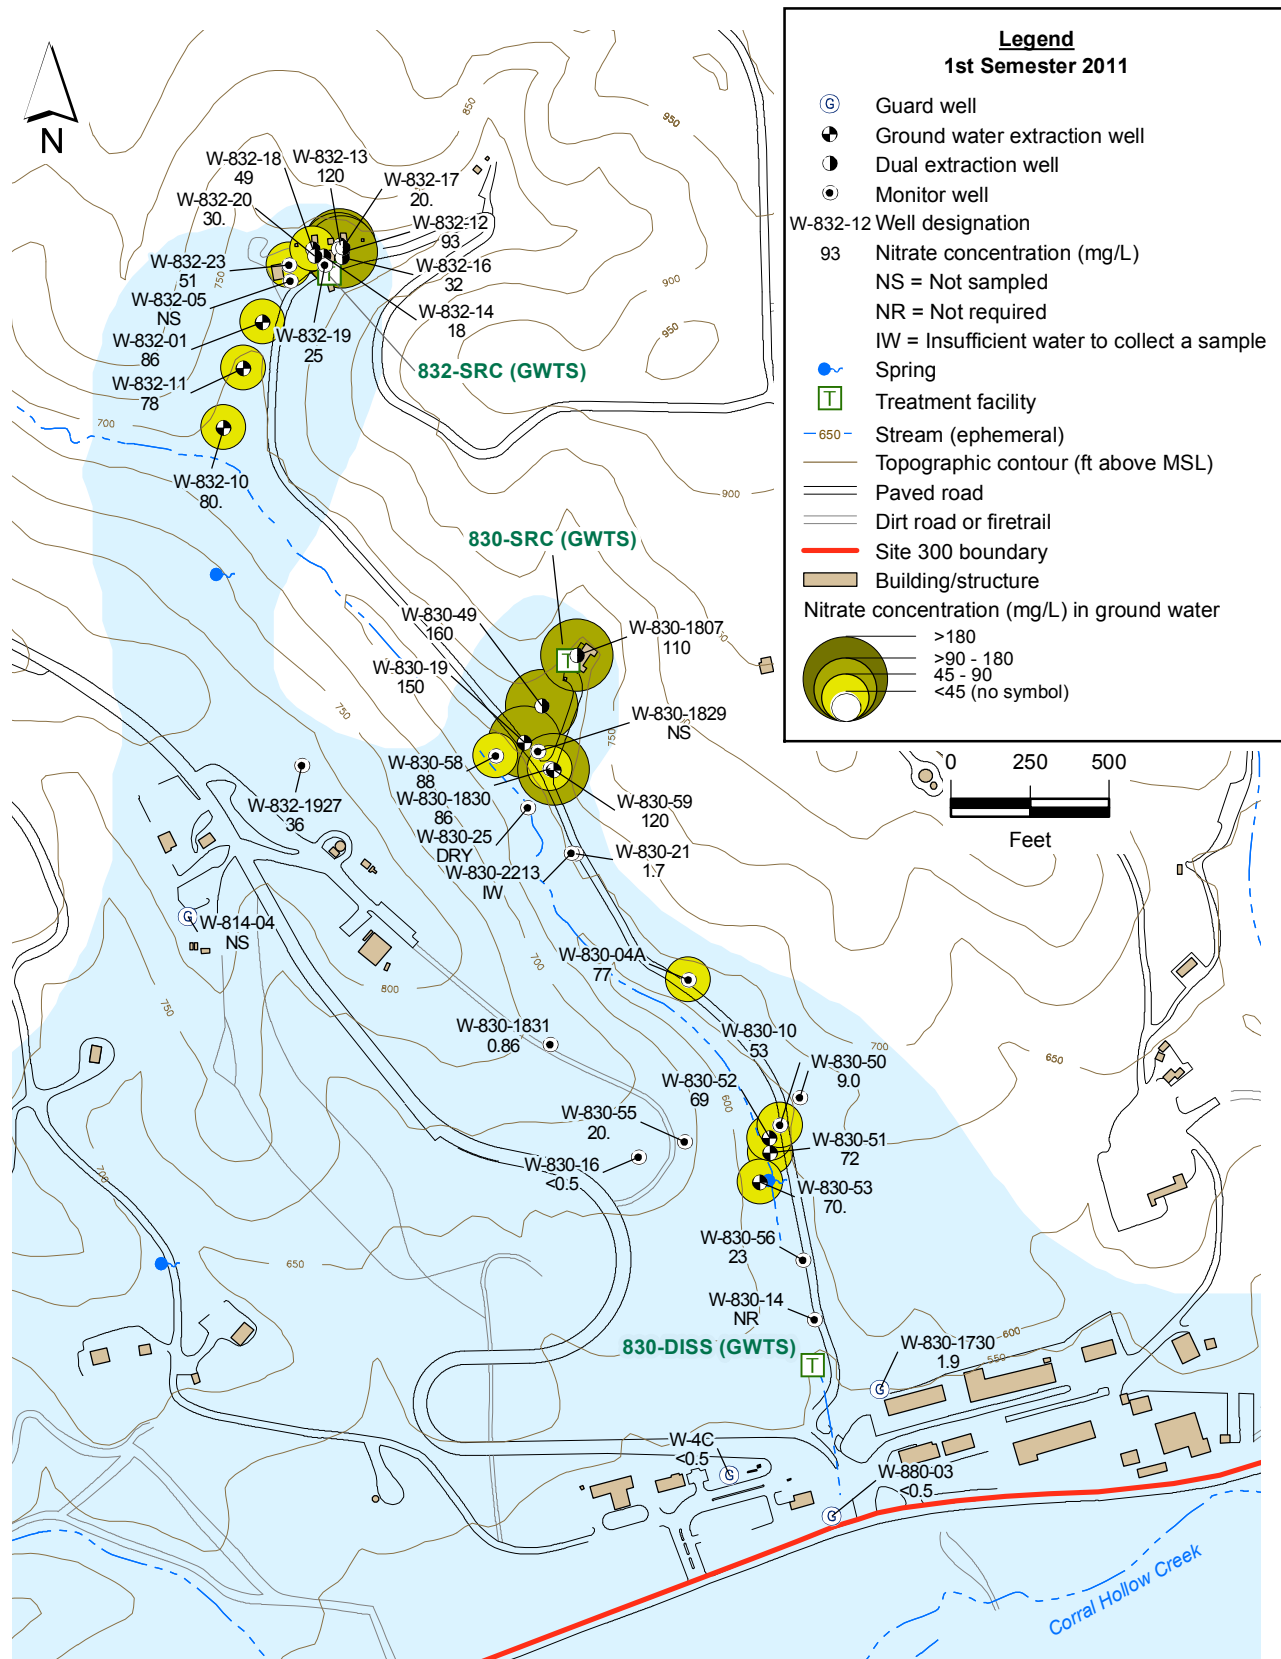 Legend
1st Semester 2011
G Guard well
Ground water extraction well
Dual extraction well
Monitor well
W-832-12 Well designation
93 Nitrate concentration (mg/L)
NS = Not sampled
NR = Not required
IW = Insufficient water to collect a sample
Spring
T Treatment facility
650 Stream (ephemeral)
Topographic contour (ft above MSL)
Paved road
Dirt road or firetrail
Site 300 boundary
Building/structure
Nitrate concentration (mg/L) in ground water
>180
>90 - 180
45 - 90
<45 (no symbol)
0 250 500
Feet
N
850
950
W-832-18
49
W-832-13
120
W-832-17
20.
W-832-20
30.
W-832-12
93
W-832-23
51
750
W-832-16
32
W-832-05
NS
W-832-14
18
T
900
W-832-01
86
W-832-19
25
950
W-832-11
78
832-SRC (GWTS)
700
W-832-10
80.
900
830-SRC (GWTS)
W-830-49
160
W-830-1807
110
T
W-830-19
150
750
W-830-1829
NS
750
W-830-58
88
W-832-1927
36
W-830-1830
86
W-830-59
120
W-830-25
DRY
W-830-21
1.7
W-830-2213
IW
G
W-814-04
NS
W-830-04A
77
700
800
750
W-830-1831
0.86
W-830-10
53
700
650
W-830-50
9.0
W-830-52
69
600
W-830-55
20.
W-830-51
72
W-830-16
<0.5
700
W-830-53
70.
W-830-56
23
650
W-830-14
NR
830-DISS (GWTS)
T
W-830-1730
1.9
600
550
G
W-4C
<0.5
G
W-880-03
<0.5
G
Corral Hollow Creek